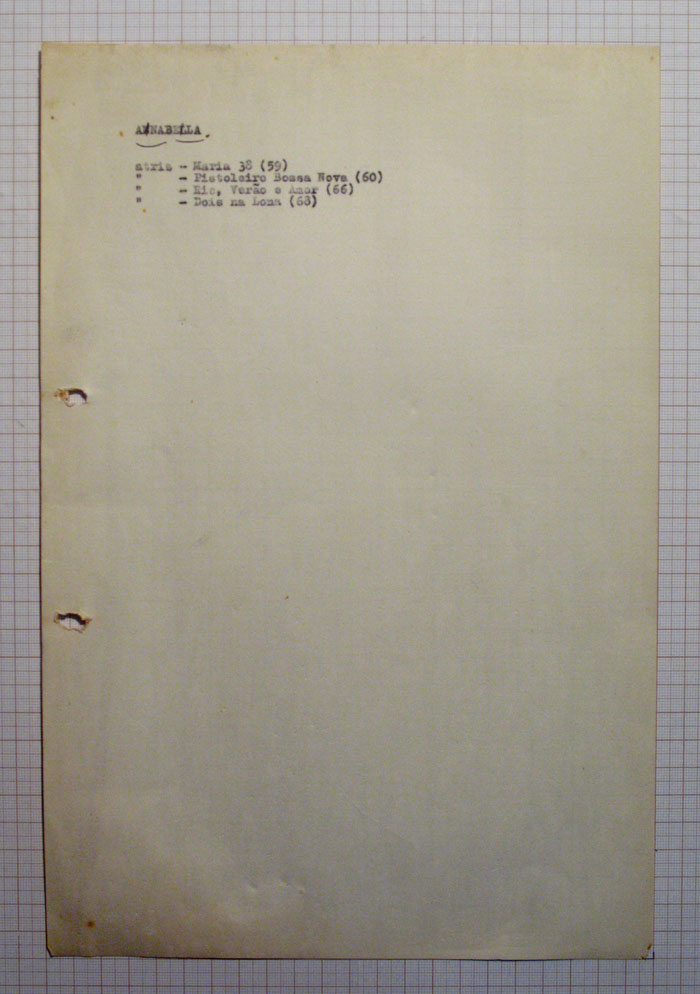 ANNABELLA.
atriz - Maria 38 (59)
" - Pistoleiro Bossa Nova (60)
" - Rio, Verão e Amor (66)
" - Dois na Lona (68)